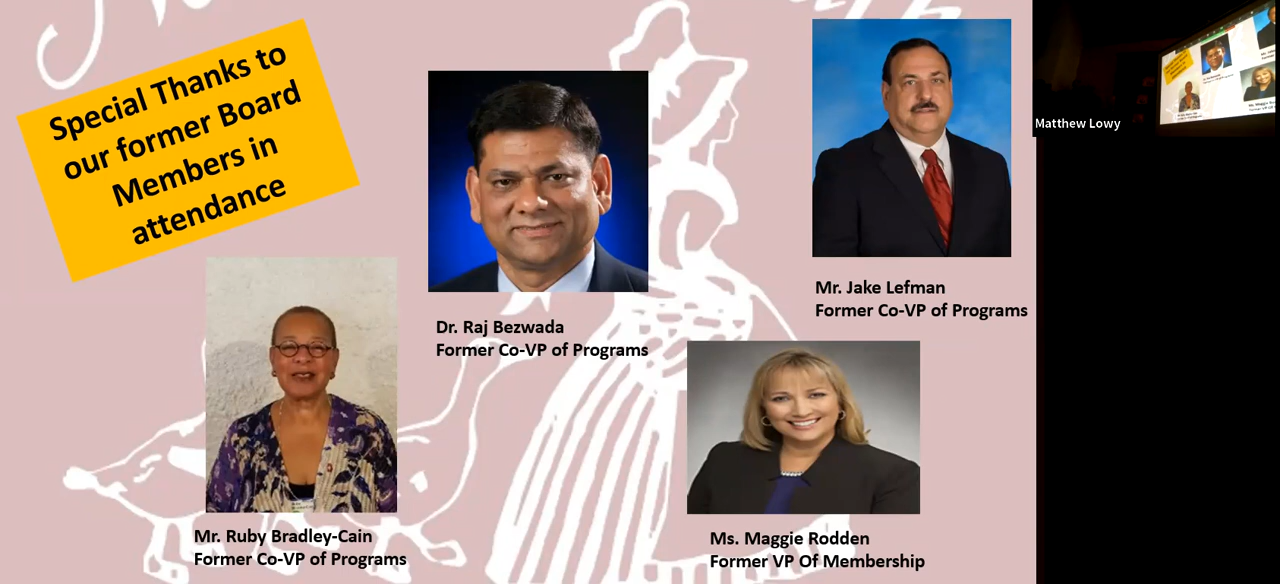 Special Thanks to
our former Board
Members in
attendance
Dr. Raj Bezwada
Former Co-VP of Programs
Mr. Jake Lefman
Former Co-VP of Programs
Mr. Ruby Bradley-Cain
Former Co-VP of Programs
Ms. Maggie Rodden
Former VP Of Membership
Matthew Lowy